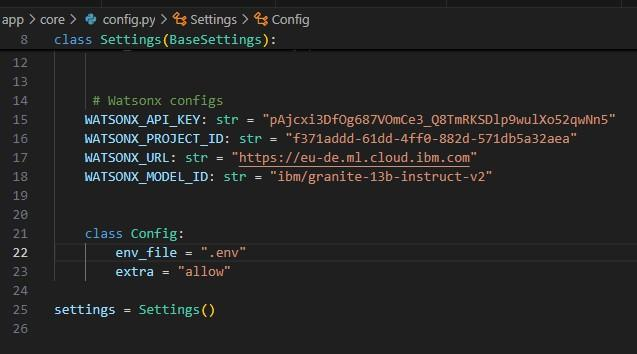 app > core > config.py > Settings > Config
8 class Settings(BaseSettings):
12
13
14 # Watsonx configs
15 WATSONX_API_KEY: str = "pAjcxi3DfOg687VOmCe3_Q8TmRKSDlp9wulXo52qwNn5"
16 WATSONX_PROJECT_ID: str = "f371addd-61dd-4ff0-882d-571db5a32aea"
17 WATSONX_URL: str = "https://eu-de.ml.cloud.ibm.com"
18 WATSONX_MODEL_ID: str = "ibm/granite-13b-instruct-v2"
19
20
21 class Config:
22 env_file = ".env"
23 extra = "allow"
24
25 settings = Settings()
26